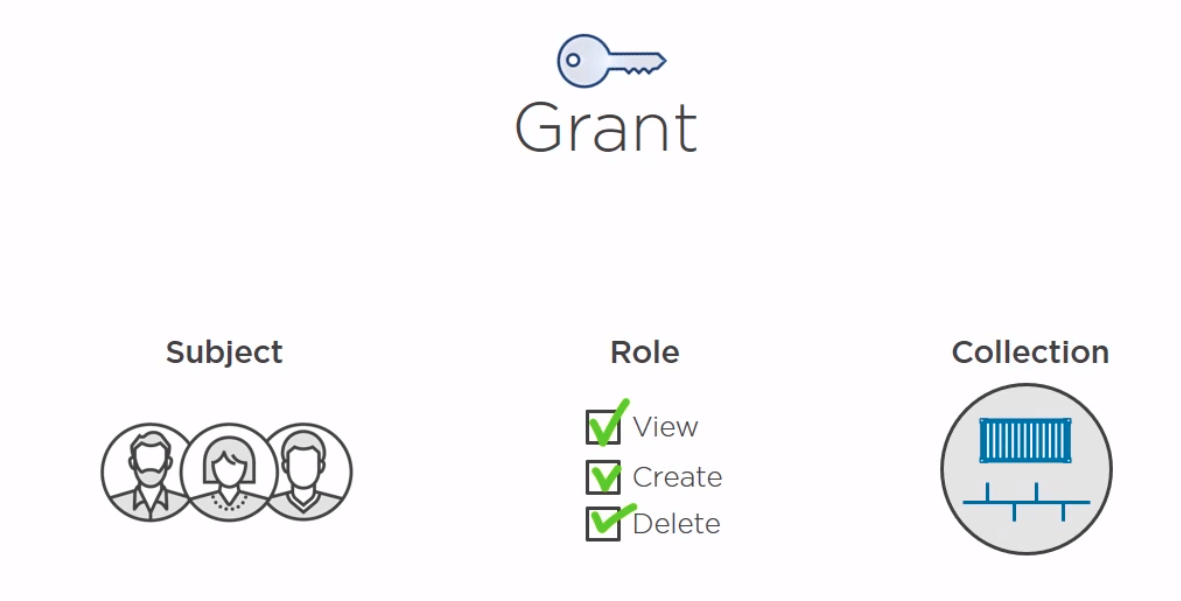 Grant
Subject
Role
Collection
View
Create
Delete